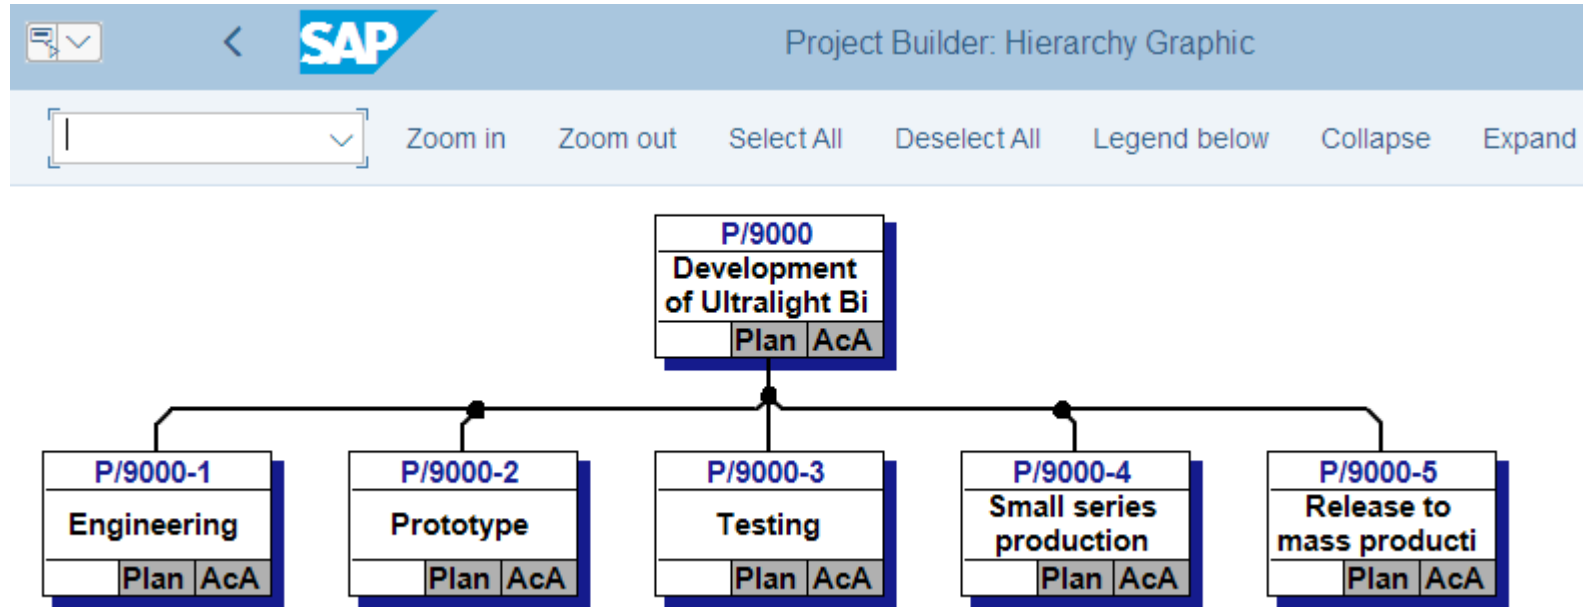 SAP Project Builder: Hierarchy Graphic
Zoom in Zoom out Select All Deselect All Legend below Collapse Expand
P/9000
Development
of Ultralight Bi
Plan AcA
P/9000-1
Engineering
Plan AcA
P/9000-2
Prototype
Plan AcA
P/9000-3
Testing
Plan AcA
P/9000-4
Small series
production
Plan AcA
P/9000-5
Release to
mass producti
Plan AcA